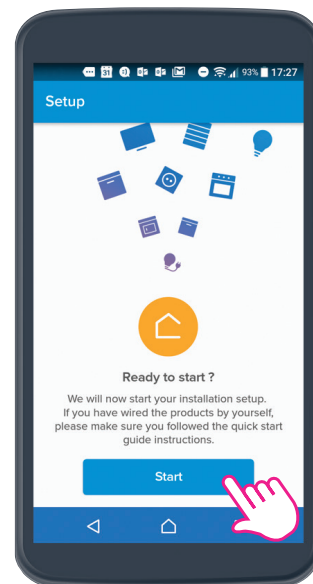 93% 17:27
Setup
Ready to start ?
We will now start your installation setup.
If you have wired the products by yourself,
please make sure you followed the quick start
guide instructions.
Start